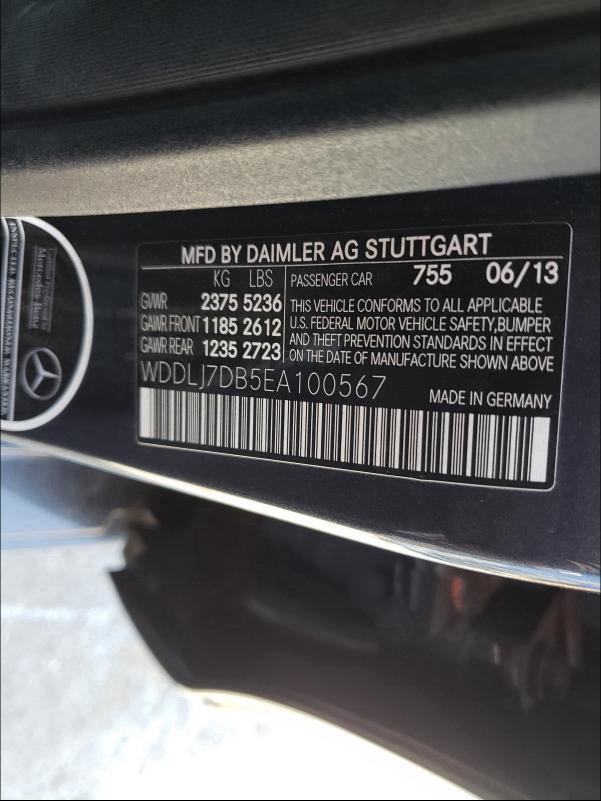 MFD BY DAIMLER AG STUTTGART
KG LBS
PASSENGER CAR 755 06/13
GVWR 2375 5236
GAWR FRONT 1185 2612
GAWR REAR 1235 2723
THIS VEHICLE CONFORMS TO ALL APPLICABLE
U.S. FEDERAL MOTOR VEHICLE SAFETY,BUMPER
AND THEFT PREVENTION STANDARDS IN EFFECT
ON THE DATE OF MANUFACTURE SHOWN ABOVE
WDDLJ7DB5EA100567
MADE IN GERMANY
Mercedes-Benz